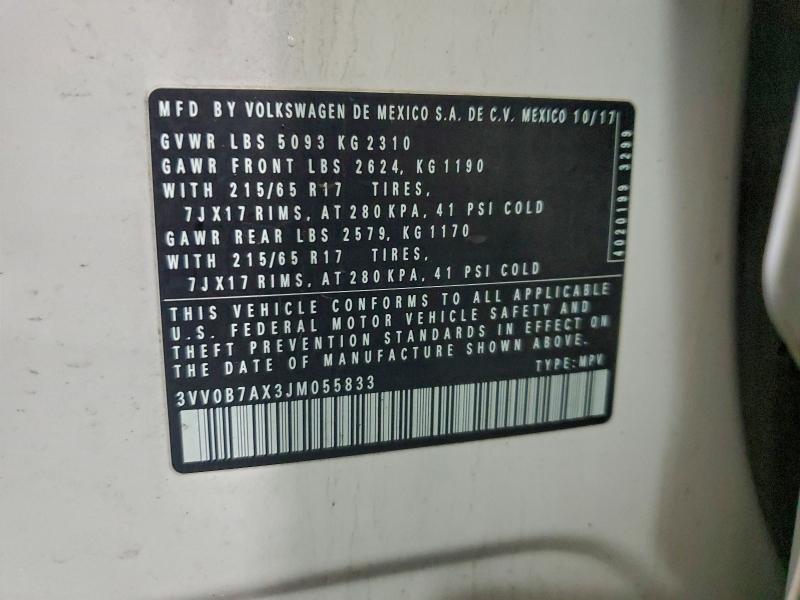 MFD BY VOLKSWAGEN DE MEXICO S.A. DE C.V. MEXICO 10/17
GVWR LBS 5093 KG 2310
GAWR FRONT LBS 2624, KG 1190
WITH 215/65 R17 TIRES,
7J X17 RIMS, AT 280 KPA, 41 PSI COLD
GAWR REAR LBS 2579, KG 1170
WITH 215/65 R17 TIRES,
7J X17 RIMS, AT 280 KPA, 41 PSI COLD
4020199 3299
THIS VEHICLE CONFORMS TO ALL APPLICABLE
U.S. FEDERAL MOTOR VEHICLE SAFETY AND
THEFT PREVENTION STANDARDS IN EFFECT ON
THE DATE OF MANUFACTURE SHOWN ABOVE.
TYPE: MPV
3VV0B7AX3JM055833